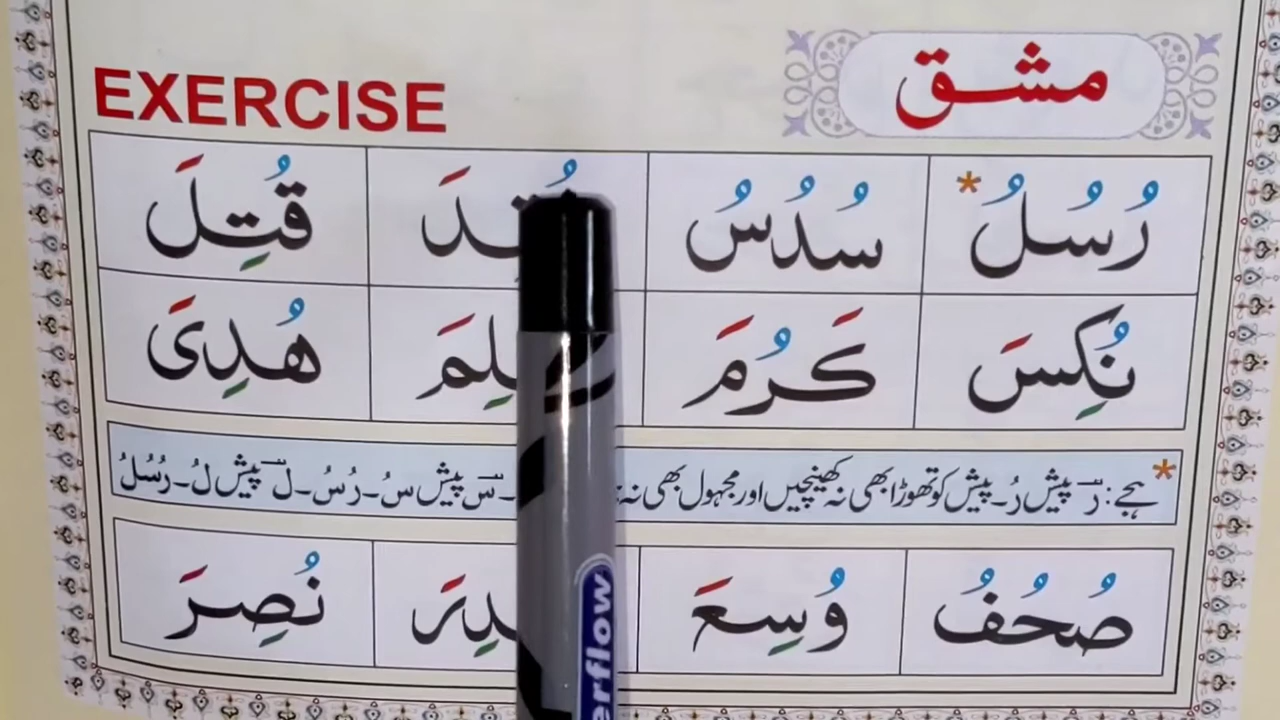 مشق
EXERCISE
رُسُلُ* سُدُسُ قُتِلَ
نُكِسَ كَرُمَ هُدِىَ
*ہجے: رؔ پیش رُ۔ پیش کو تھوڑا بھی نہ کھینچیں اور مجہول بھی نہ ۔ سؔ پیش سُ۔ رُسُ۔ لؔ پیش لُ۔ رُسُلُ
صُحُفُ وُسِعَ نُصِرَ
erflow